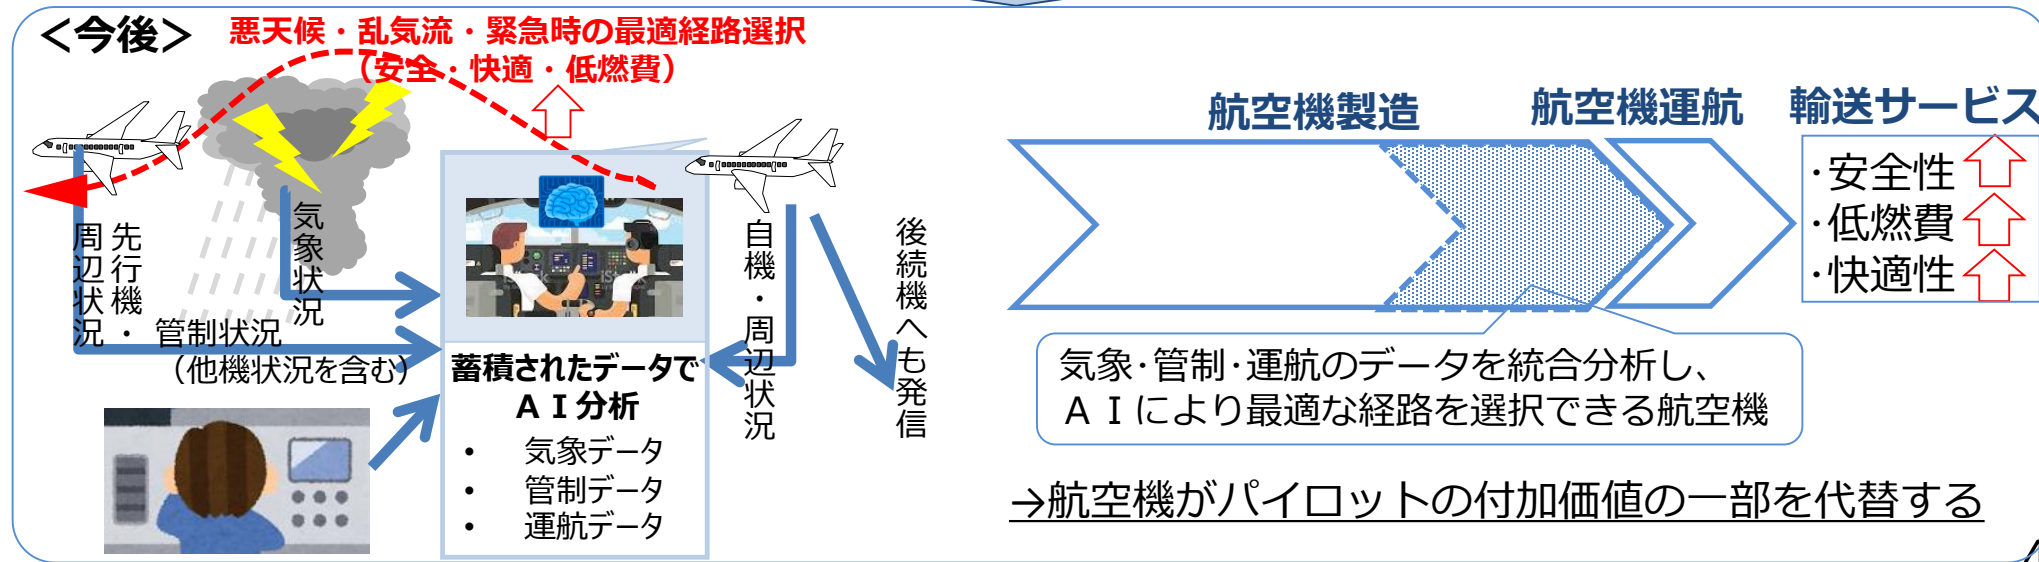 ＜今後＞
悪天候・乱気流・緊急時の最適経路選択
（安全・快適・低燃費）
先行機・
周辺状況
気象状況
管制状況
（他機状況を含む）
蓄積されたデータで
ＡＩ分析
• 気象データ
• 管制データ
• 運航データ
自機・周辺状況
後続機へも発信
航空機製造
航空機運航
輸送サービス
・安全性
・低燃費
・快適性
気象・管制・運航のデータを統合分析し、
ＡＩにより最適な経路を選択できる航空機
→航空機がパイロットの付加価値の一部を代替する